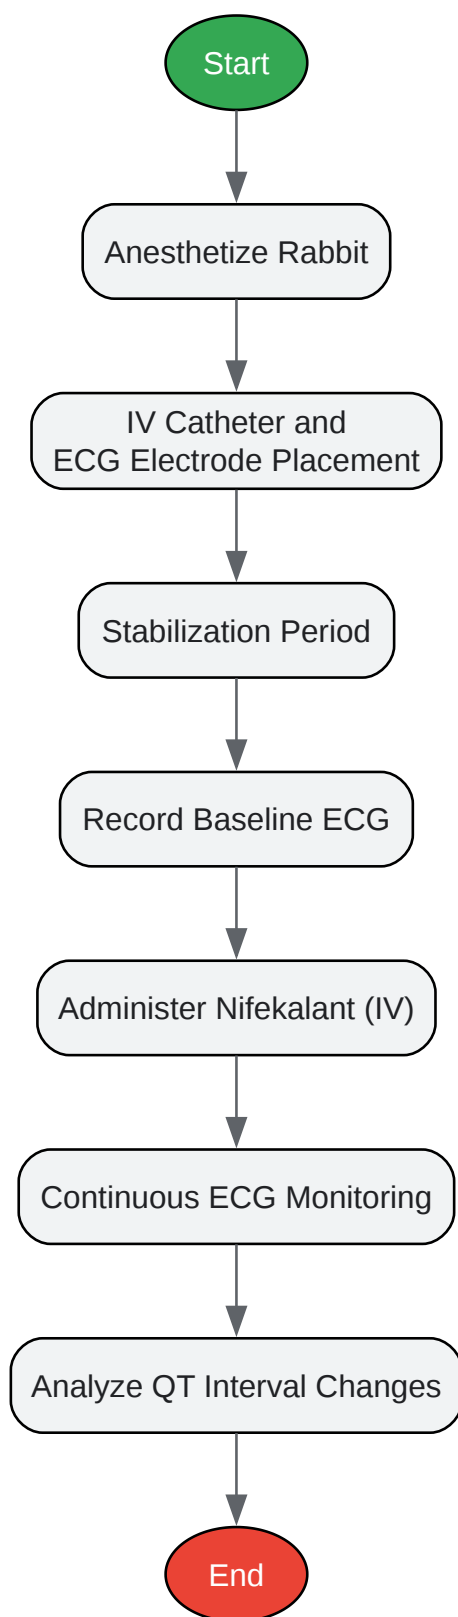 Start
Anesthetize Rabbit
IV Catheter and
ECG Electrode Placement
Stabilization Period
Record Baseline ECG
Administer Nifekalant (IV)
Continuous ECG Monitoring
Analyze QT Interval Changes
End